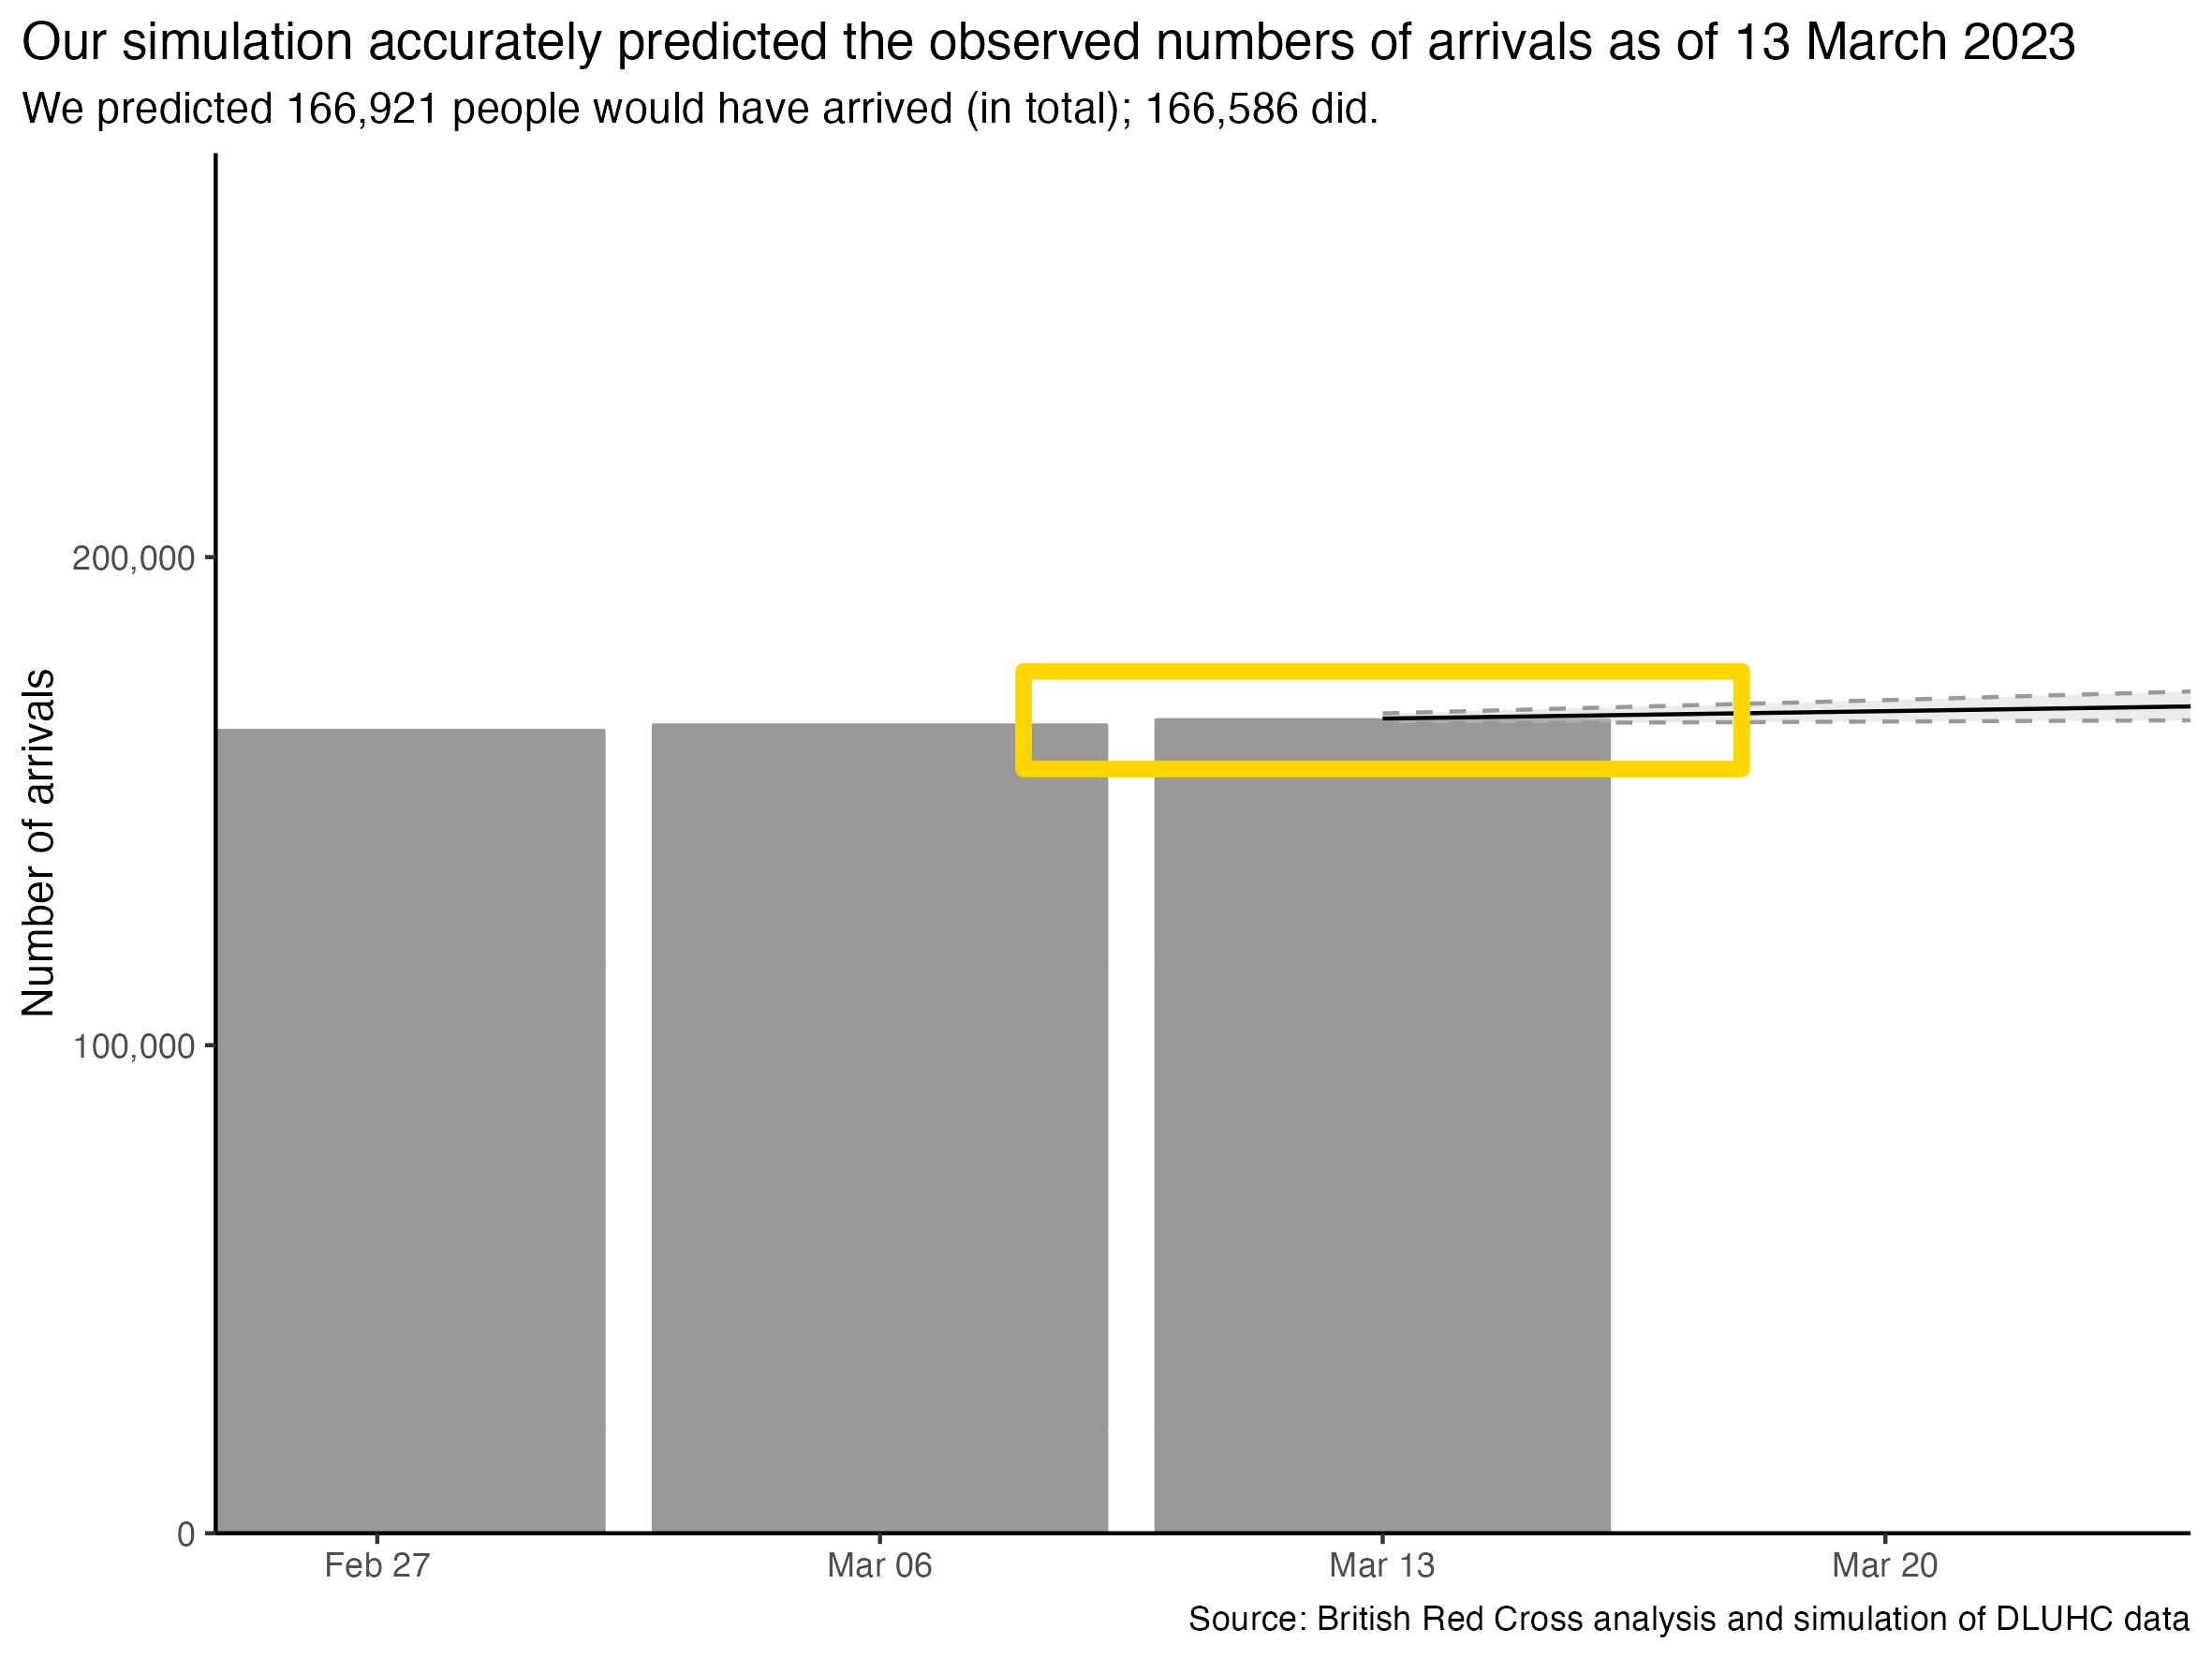 Our simulation accurately predicted the observed numbers of arrivals as of 13 March 2023
We predicted 166,921 people would have arrived (in total); 166,586 did.
Number of arrivals
200,000
100,000
0
Feb 27
Mar 06
Mar 13
Mar 20
Source: British Red Cross analysis and simulation of DLUHC data